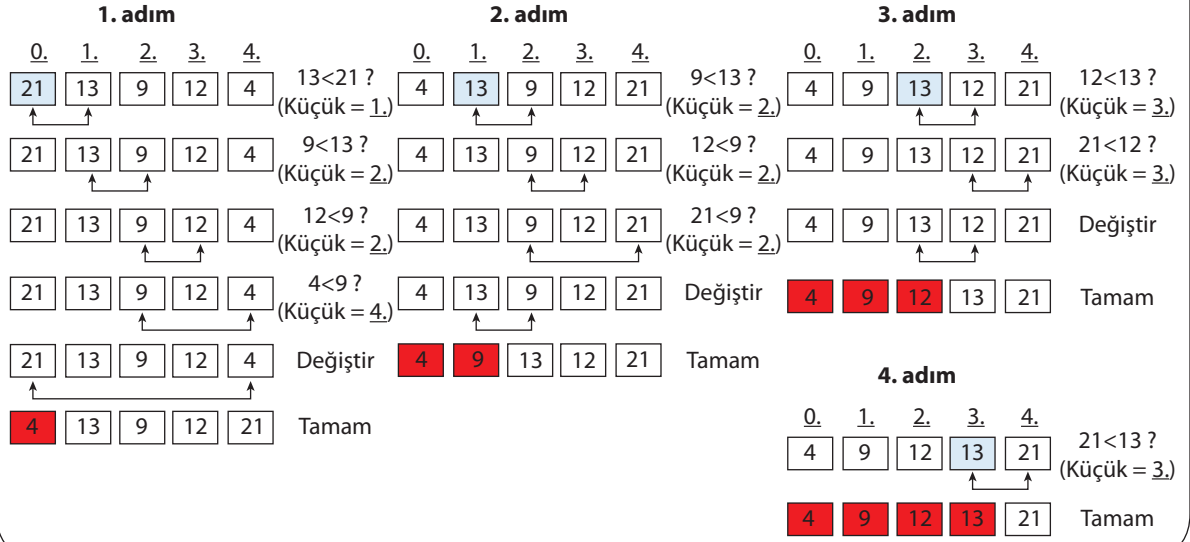 1. adım
0. 1. 2. 3. 4.
21 13 9 12 4 13<21 ?
(Küçük = 1.)
21 13 9 12 4 9<13 ?
(Küçük = 2.)
21 13 9 12 4 12<9 ?
(Küçük = 2.)
21 13 9 12 4 4<9 ?
(Küçük = 4.)
21 13 9 12 4 Değiştir
4 13 9 12 21 Tamam
2. adım
0. 1. 2. 3. 4.
4 13 9 12 21 9<13 ?
(Küçük = 2.)
4 13 9 12 21 12<9 ?
(Küçük = 2.)
4 13 9 12 21 21<9 ?
(Küçük = 2.)
4 13 9 12 21 Değiştir
4 9 13 12 21 Tamam
3. adım
0. 1. 2. 3. 4.
4 9 13 12 21 12<13 ?
(Küçük = 3.)
4 9 13 12 21 21<12 ?
(Küçük = 3.)
4 9 13 12 21 Değiştir
4 9 12 13 21 Tamam
4. adım
0. 1. 2. 3. 4.
4 9 12 13 21 21<13 ?
(Küçük = 3.)
4 9 12 13 21 Tamam